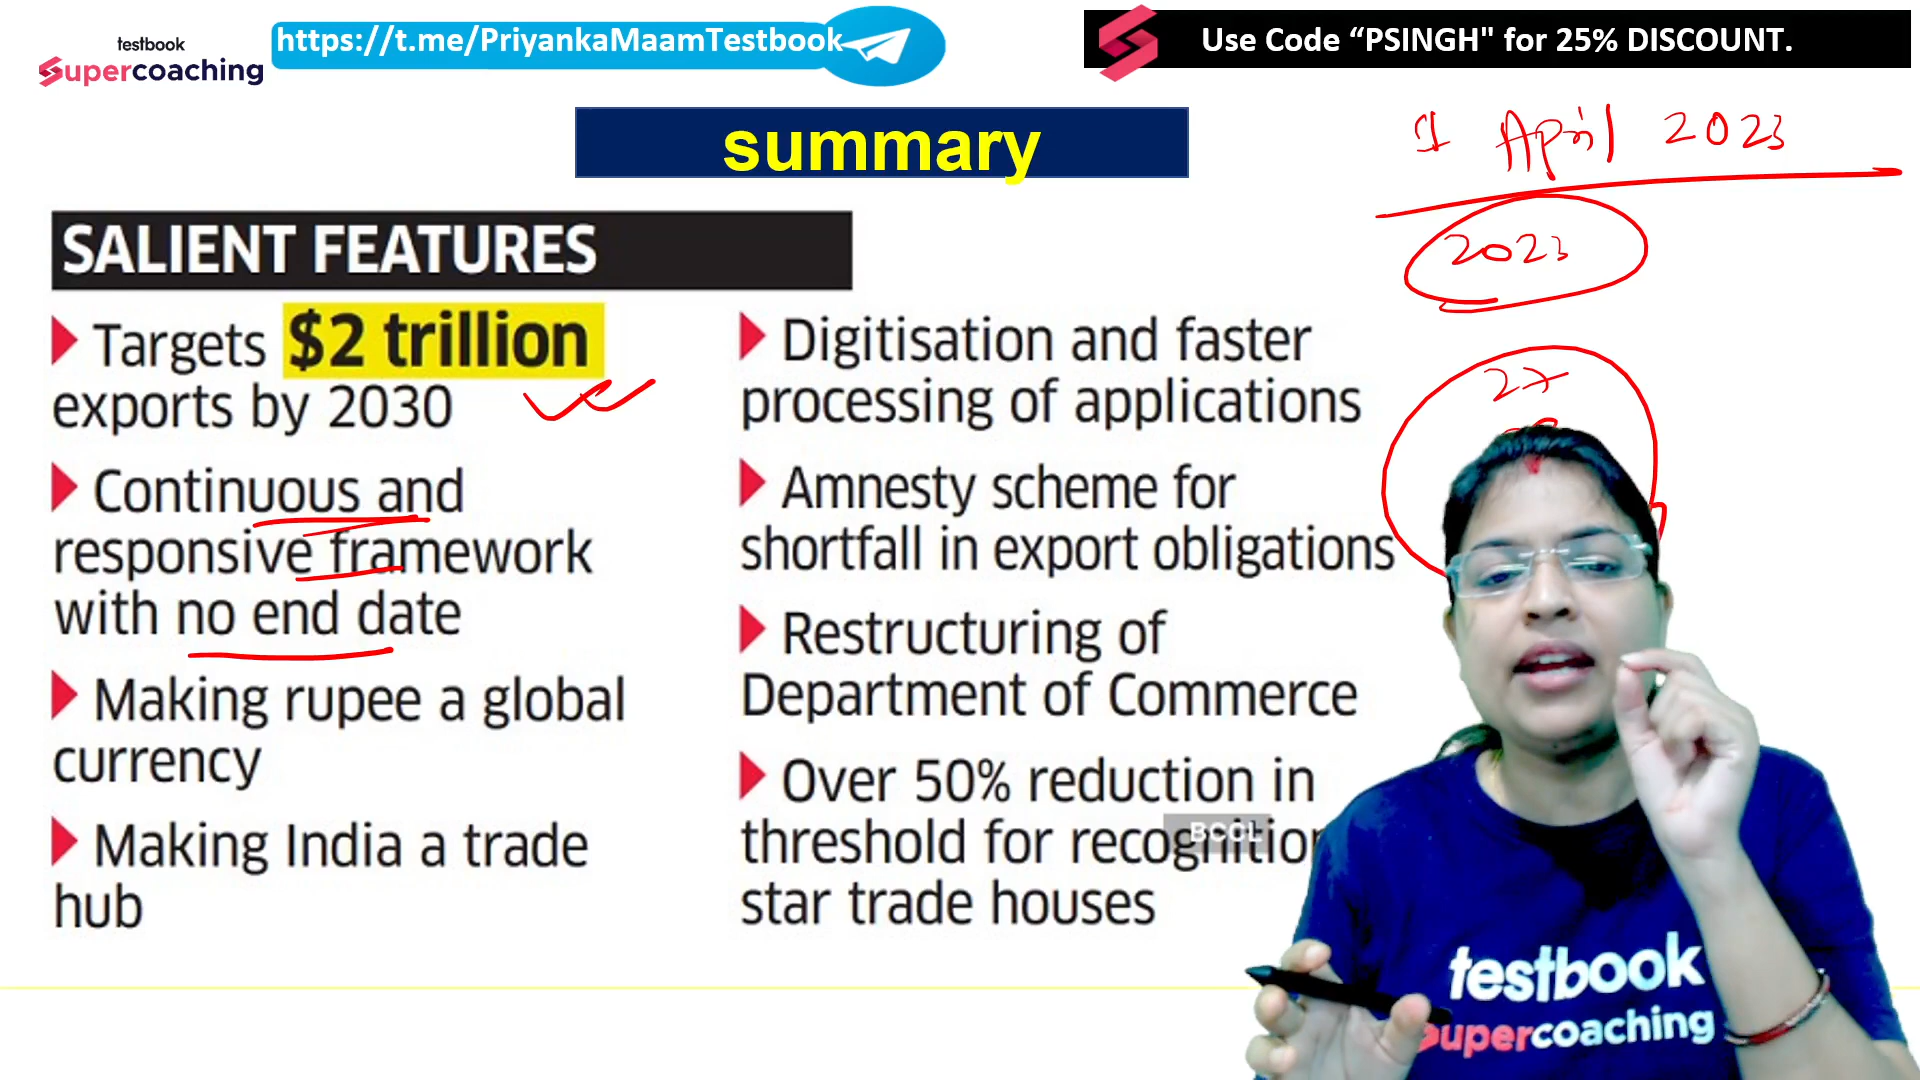 testbook
Supercoaching
https://t.me/PriyankaMaamTestbook
Use Code “PSINGH" for 25% DISCOUNT.
summary
1 April 2023
2023
27
SALIENT FEATURES
Targets $2 trillion
exports by 2030
Continuous and
responsive framework
with no end date
Making rupee a global
currency
Making India a trade
hub
Digitisation and faster
processing of applications
Amnesty scheme for
shortfall in export obligations
Restructuring of
Department of Commerce
Over 50% reduction in
threshold for recognition
star trade houses
BCCL
testbook
Supercoaching